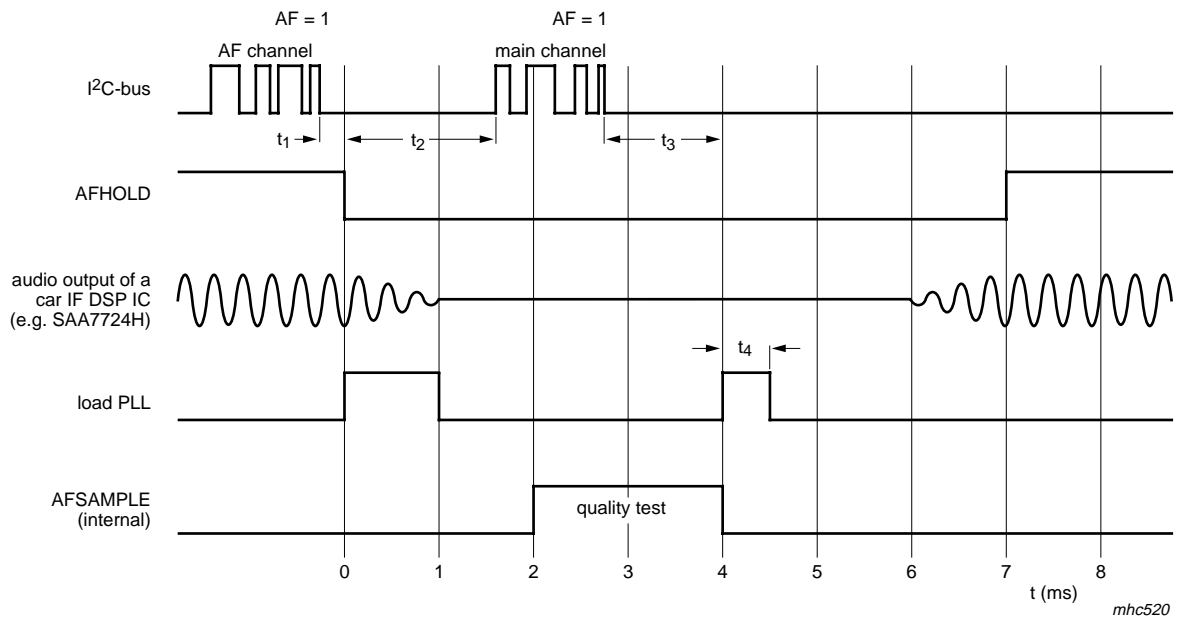 AF = 1 AF = 1
AF channel main channel
I2C-bus
t1 t2 t3
AFHOLD
audio output of a
car IF DSP IC
(e.g. SAA7724H)
t4
load PLL
AFSAMPLE
(internal)
quality test
0 1 2 3 4 5 6 7 8
t (ms)
mhc520